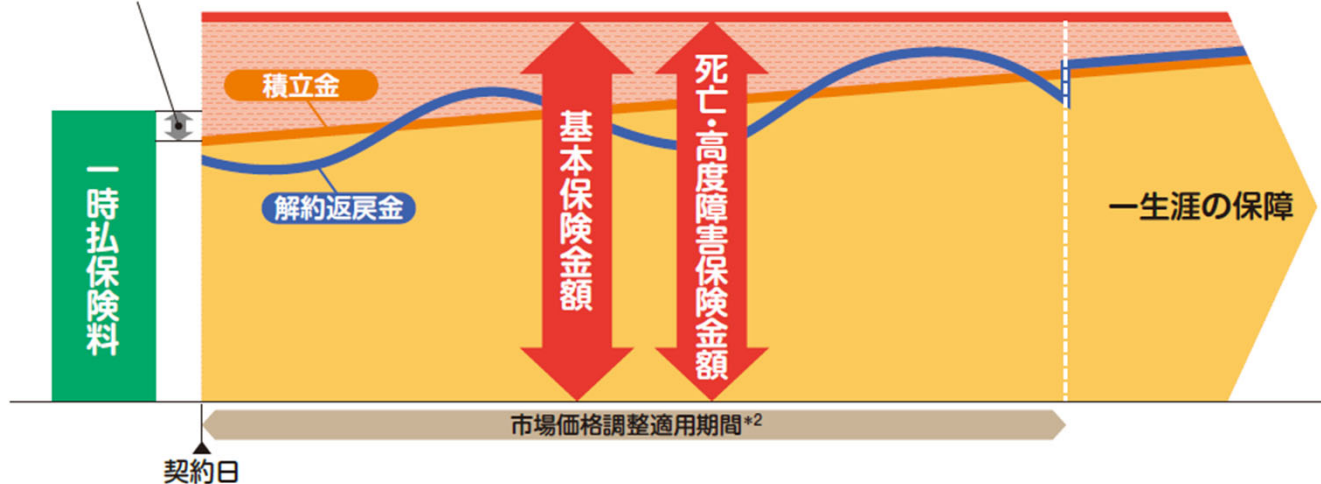 積立金
解約返戻金
一時払保険料
基本保険金額
死亡・高度障害保険金額
一生涯の保障
市場価格調整適用期間*2
契約日